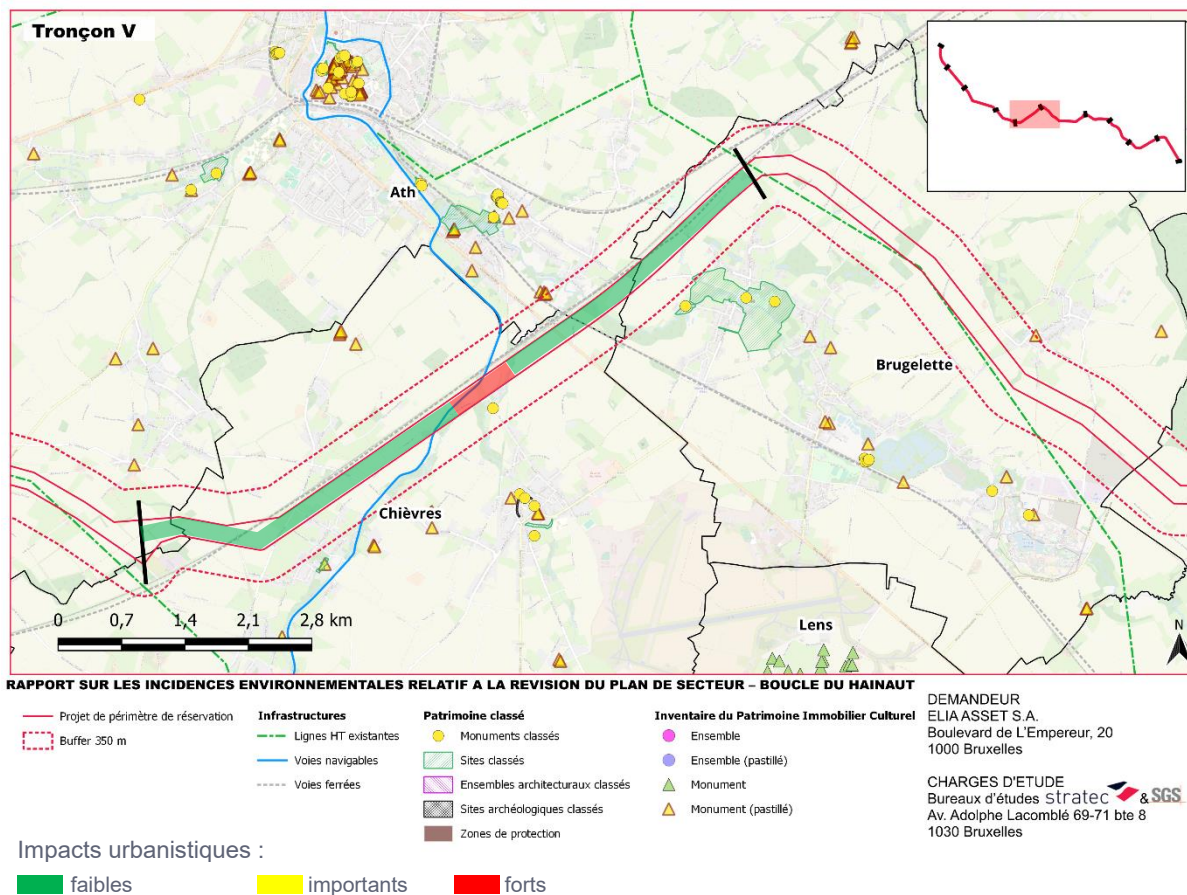 Tronçon V
Ath
Brugelette
Chièvres
Lens
0 0,7 1,4 2,1 2,8 km
N
RAPPORT SUR LES INCIDENCES ENVIRONNEMENTALES RELATIF A LA REVISION DU PLAN DE SECTEUR – BOUCLE DU HAINAUT
Projet de périmètre de réservation
Buffer 350 m
Infrastructures
Lignes HT existantes
Voies navigables
Voies ferrées
Patrimoine classé
Monuments classés
Sites classés
Ensembles architecturaux classés
Sites archéologiques classés
Zones de protection
Inventaire du Patrimoine Immobilier Culturel
Ensemble
Ensemble (pastillé)
Monument
Monument (pastillé)
DEMANDEUR
ELIA ASSET S.A.
Boulevard de L'Empereur, 20
1000 Bruxelles
CHARGES D'ETUDE
Bureaux d'études stratec & SGS
Av. Adolphe Lacomblé 69-71 bte 8
1030 Bruxelles
Impacts urbanistiques :
faibles importants forts